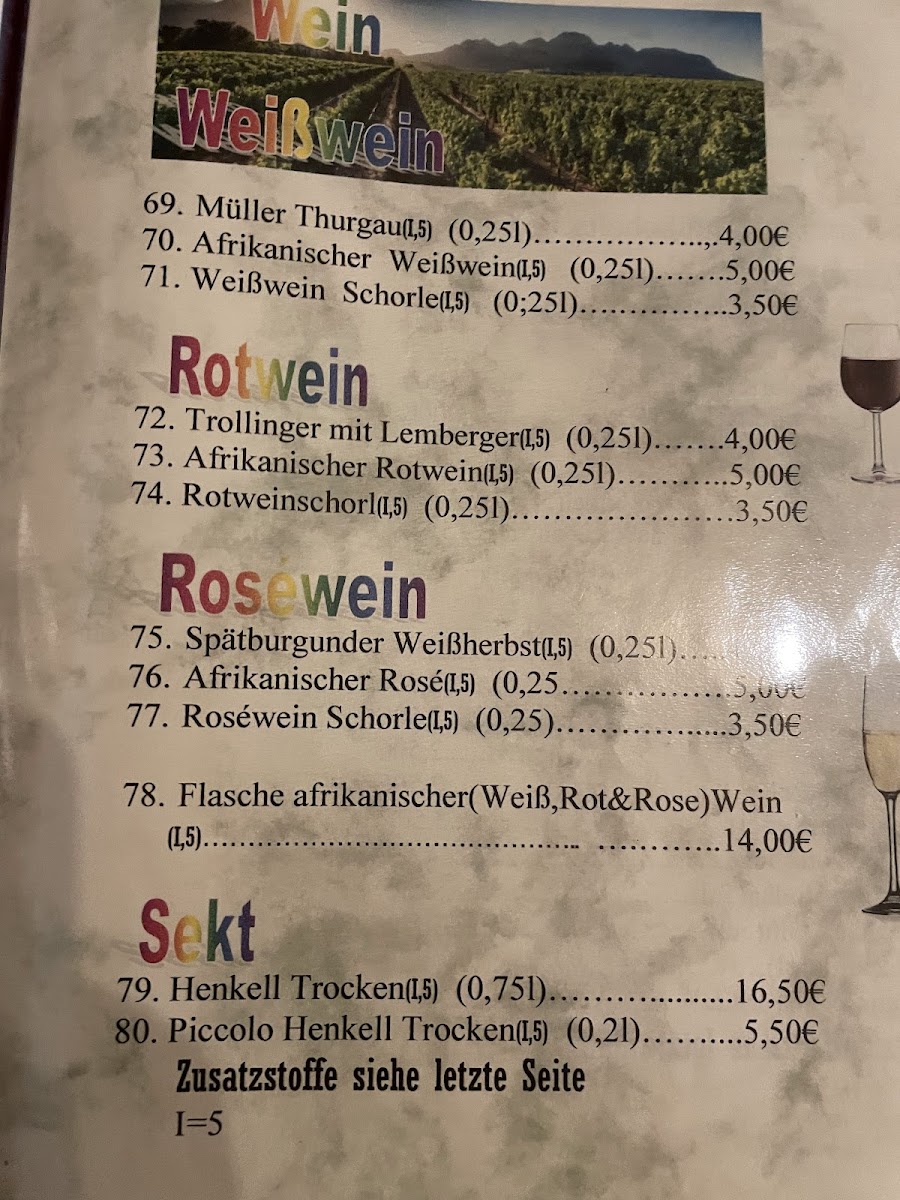 Wein
Weißwein
69. Müller Thurgau(I,5) (0,25l)……………..,.4,00€
70. Afrikanischer Weißwein(I,5) (0,25l)…….5,00€
71. Weißwein Schorle(I,5) (0;25l)….………….3,50€
Rotwein
72. Trollinger mit Lemberger(I,5) (0,25l)…….4,00€
73. Afrikanischer Rotwein(I,5) (0,25l)………..5,00€
74. Rotweinschorl(I,5) (0,25l)…………………3,50€
Roséwein
75. Spätburgunder Weißherbst(I,5) (0,25l)…..
76. Afrikanischer Rosé(I,5) (0,25…………….5,00€
77. Roséwein Schorle(I,5) (0,25)………….....3,50€
78. Flasche afrikanischer(Weiß,Rot&Rose)Wein
(I,5)…………………………………….. …………14,00€
Sekt
79. Henkell Trocken(I,5) (0,75l)………..........16,50€
80. Piccolo Henkell Trocken(I,5) (0,2l)……....5,50€
Zusatzstoffe siehe letzte Seite
I=5